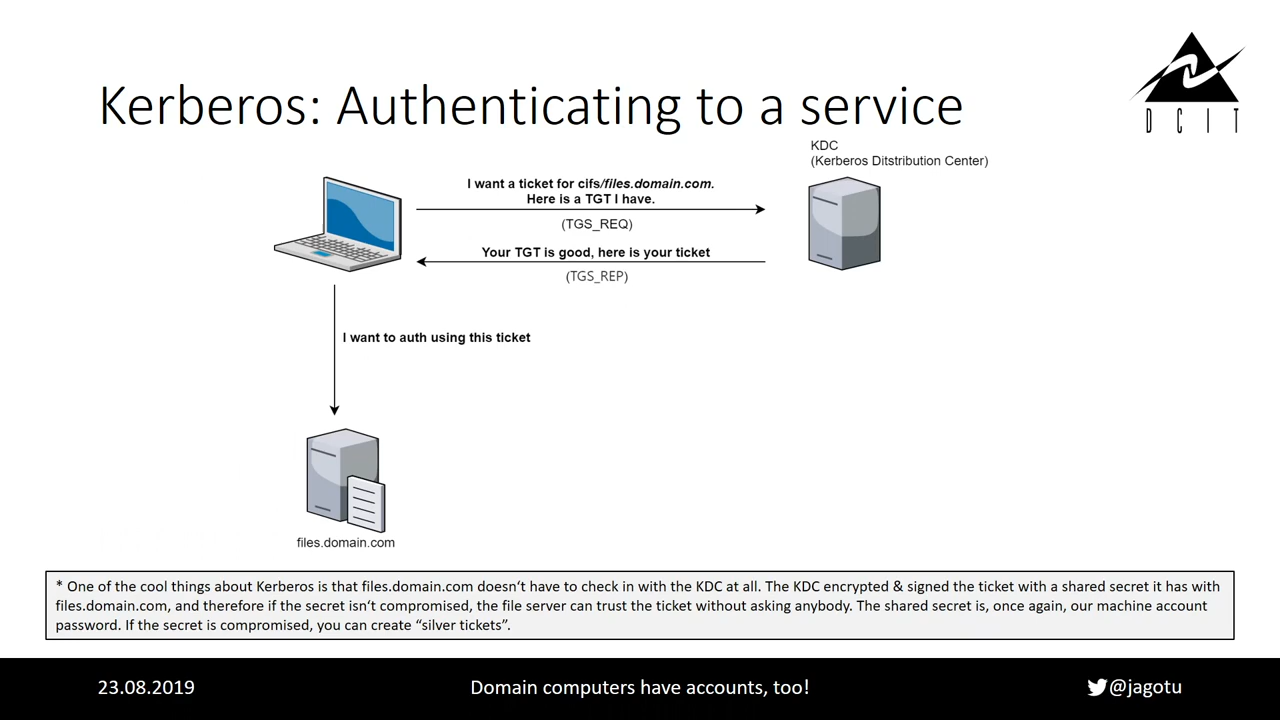 Kerberos: Authenticating to a service
D C I T
KDC
(Kerberos Ditstribution Center)
I want a ticket for cifs/files.domain.com.
Here is a TGT I have.
(TGS_REQ)
Your TGT is good, here is your ticket
(TGS_REP)
I want to auth using this ticket
files.domain.com
* One of the cool things about Kerberos is that files.domain.com doesn‘t have to check in with the KDC at all. The KDC encrypted & signed the ticket with a shared secret it has with
files.domain.com, and therefore if the secret isn‘t compromised, the file server can trust the ticket without asking anybody. The shared secret is, once again, our machine account
password. If the secret is compromised, you can create “silver tickets”.
23.08.2019
Domain computers have accounts, too!
@jagotu